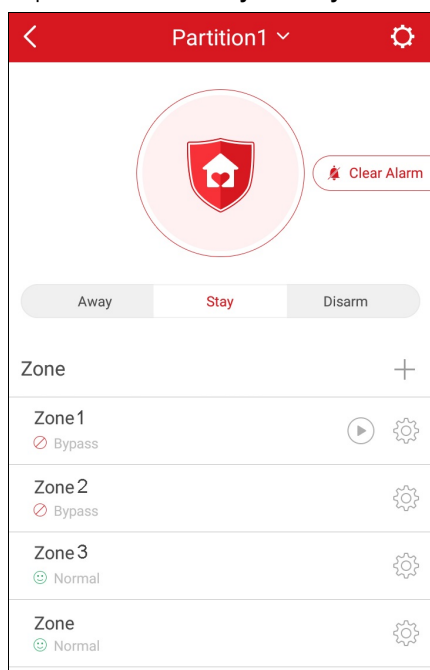 Partition1
Clear Alarm
Away Stay Disarm
Zone
Zone1
Bypass
Zone2
Bypass
Zone3
Normal
Zone
Normal